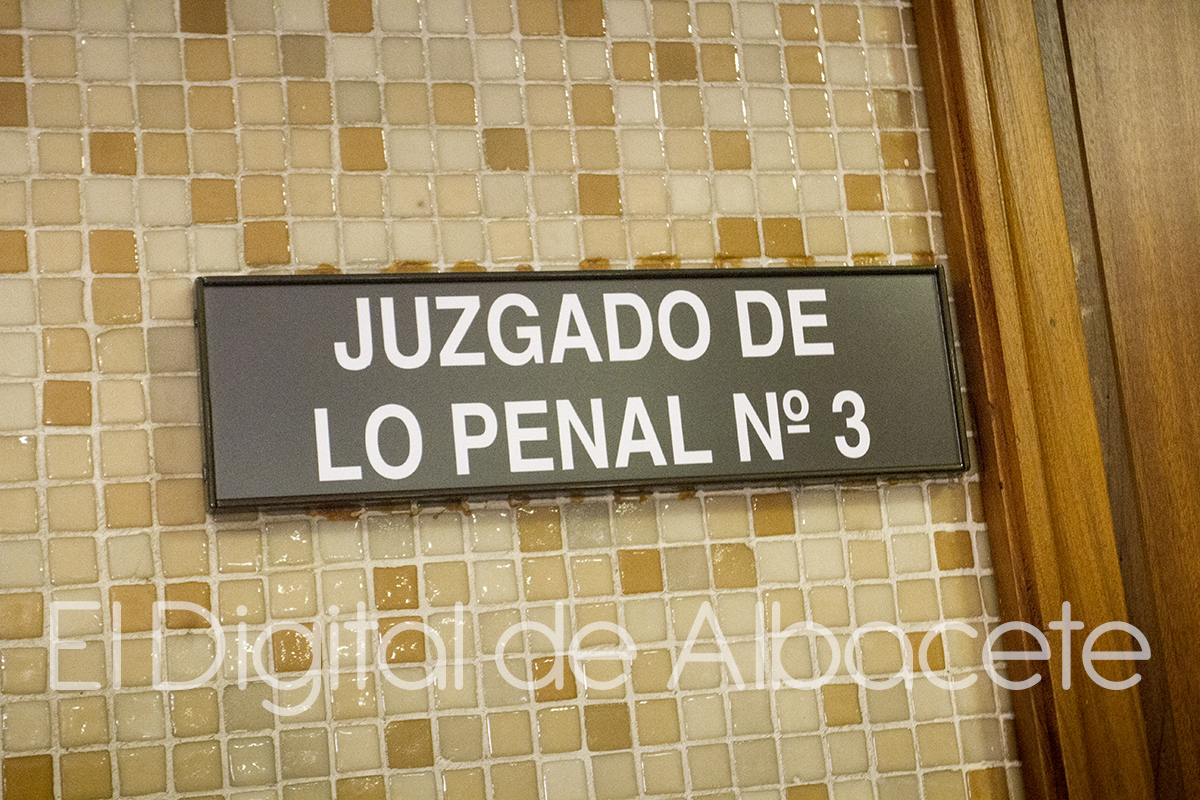 JUZGADO DE
LO PENAL Nº 3
El Digital de Albacete